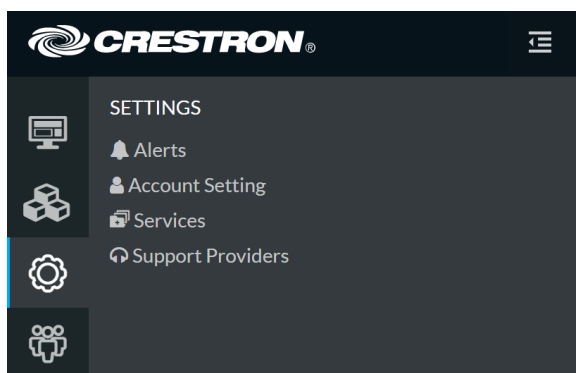 CRESTRON®
SETTINGS
Alerts
Account Setting
Services
Support Providers